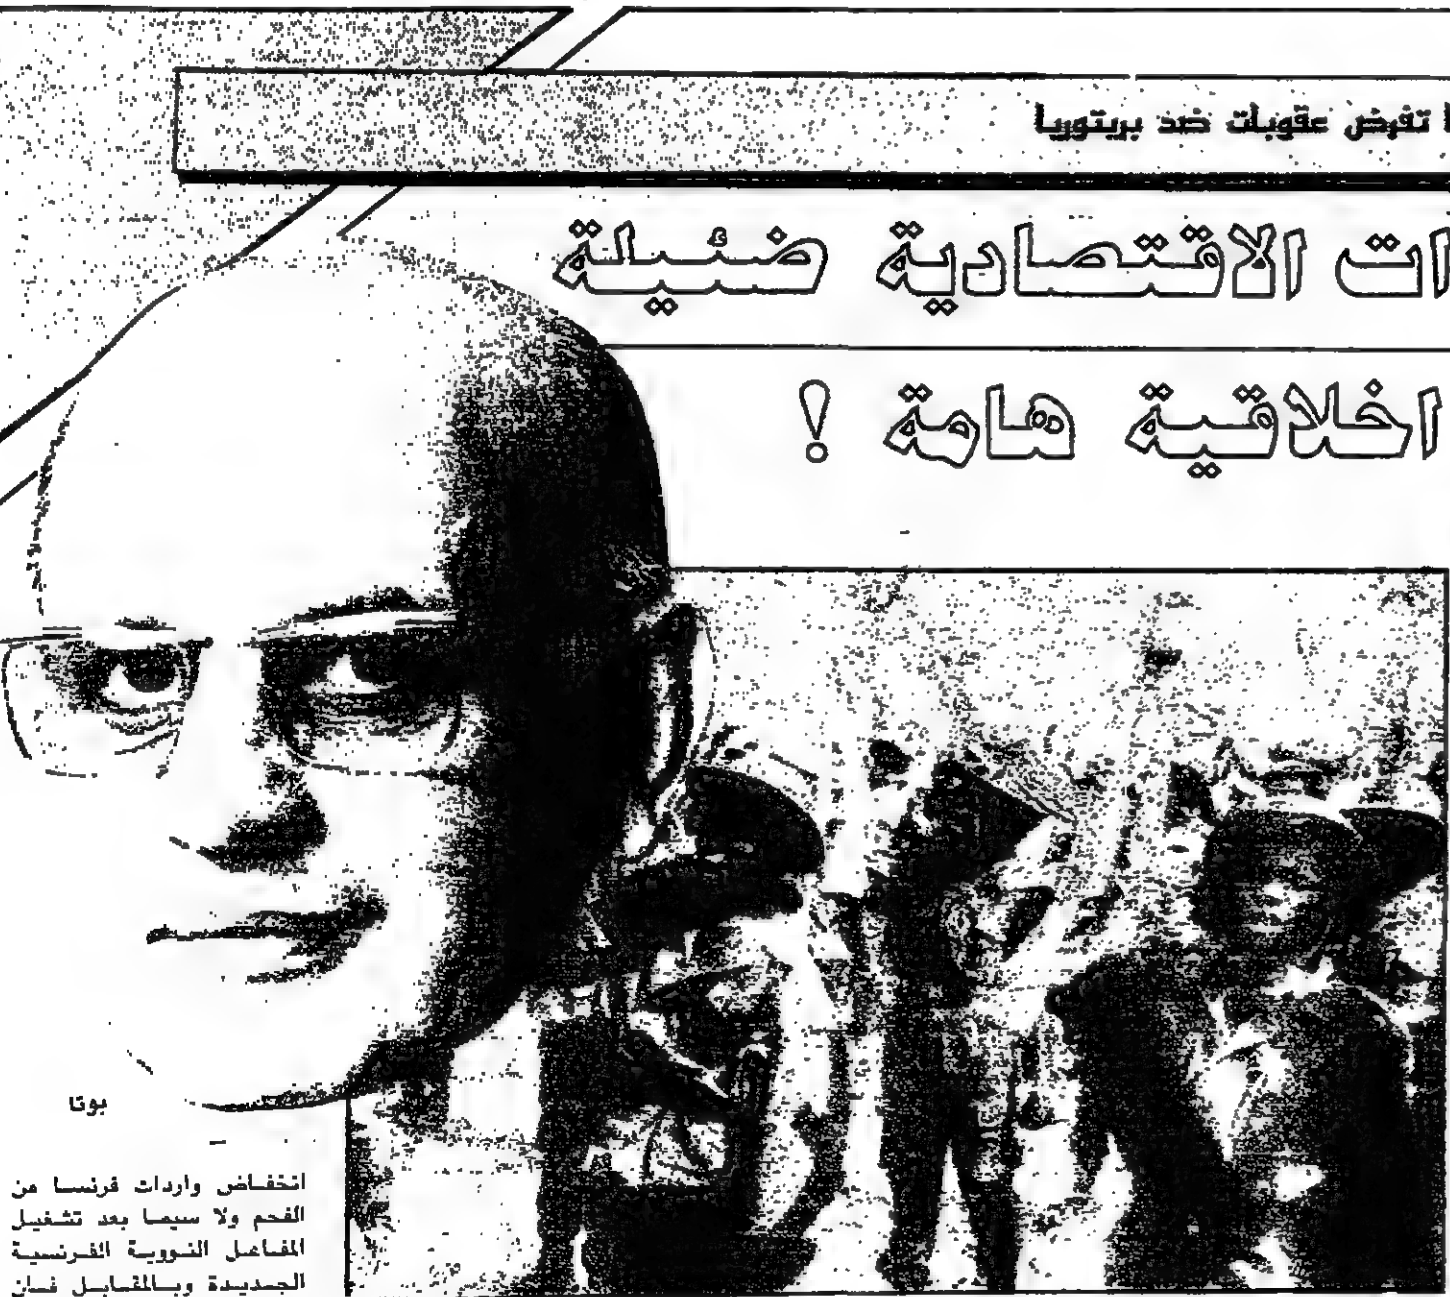 تفرض عقوبات ضد بريتوريا
ات الاقتصادية ضئيلة
اخلاقية هامة !
بوتا
انخفاض واردات فرنسا من
الفحم ولا سيما بعد تشغيل
المفاعل النووية الفرنسية
الجديدة وبالمقابل فان